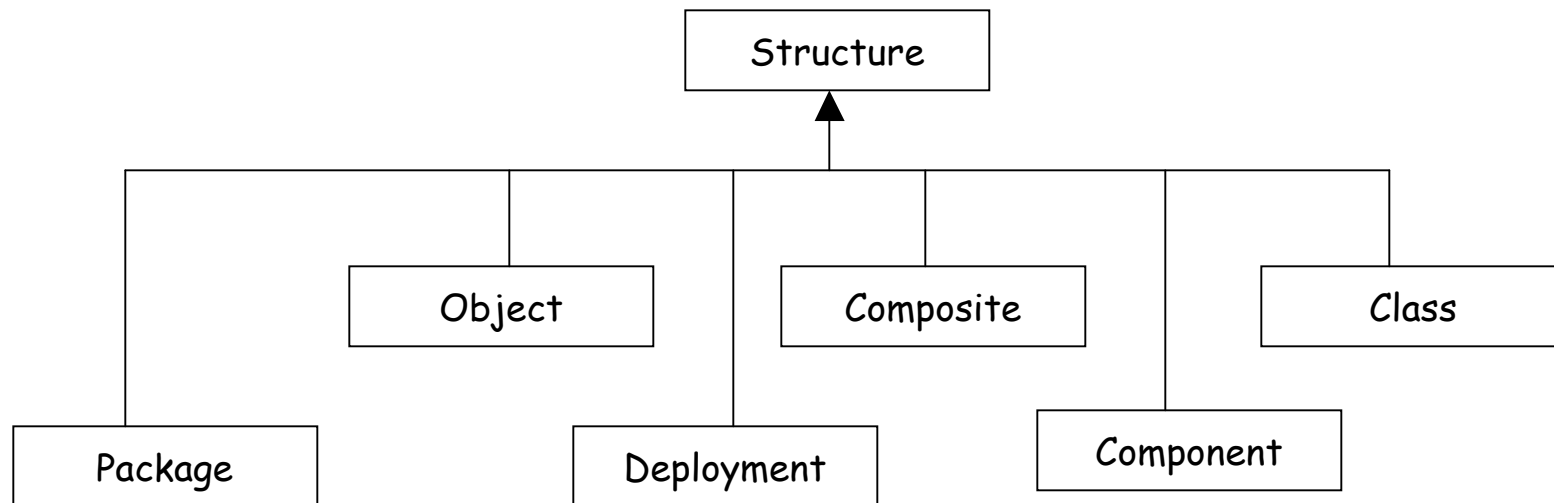 Structure
Object
Composite
Class
Package
Deployment
Component